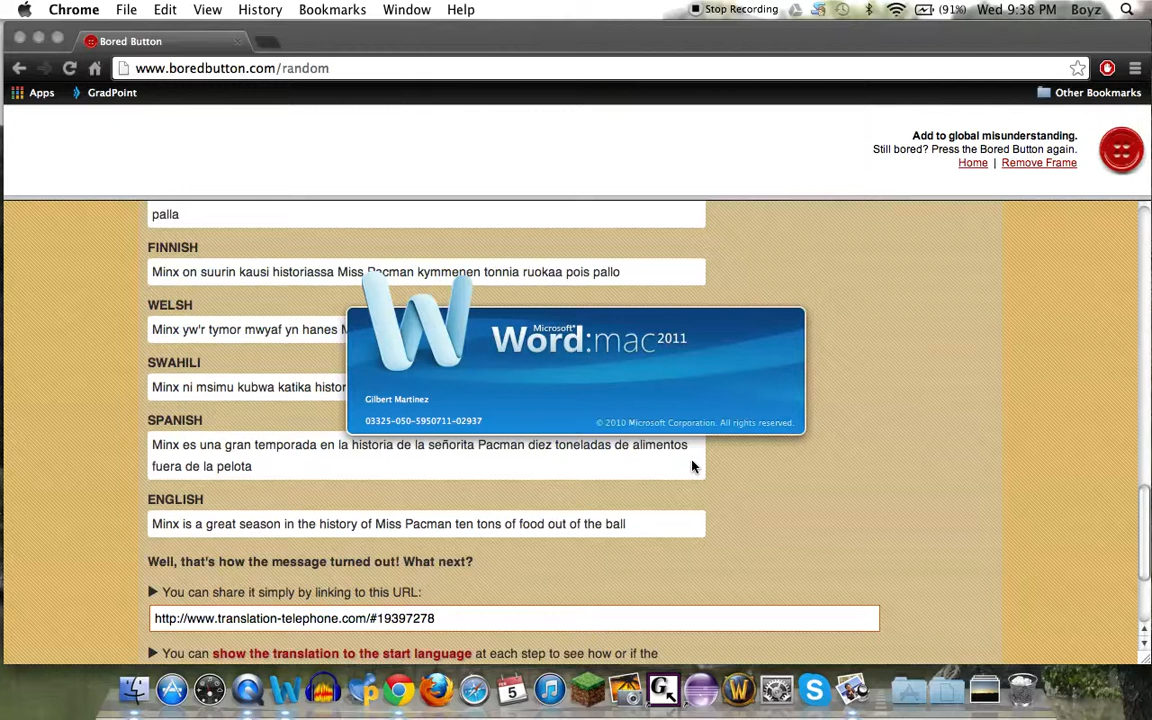 Chrome File Edit View History Bookmarks Window Help Stop Recording (91%) Wed 9:38 PM Boyz
Bored Button
www.boredbutton.com/random
Apps GradPoint Other Bookmarks
Add to global misunderstanding.
Still bored? Press the Bored Button again.
Home | Remove Frame
palla
FINNISH
Minx on suurin kausi historiassa Miss Pacman kymmenen tonnia ruokaa pois pallo
WELSH
Minx yw'r tymor mwyaf yn hanes M
SWAHILI
Minx ni msimu kubwa katika histor
Microsoft®
Word:mac 2011
Gilbert Martinez
03325-050-5950711-02937
© 2010 Microsoft Corporation. All rights reserved.
SPANISH
Minx es una gran temporada en la historia de la señorita Pacman diez toneladas de alimentos
fuera de la pelota
ENGLISH
Minx is a great season in the history of Miss Pacman ten tons of food out of the ball
Well, that's how the message turned out! What next?
You can share it simply by linking to this URL:
http://www.translation-telephone.com/#19397278
You can show the translation to the start language at each step to see how or if the
5